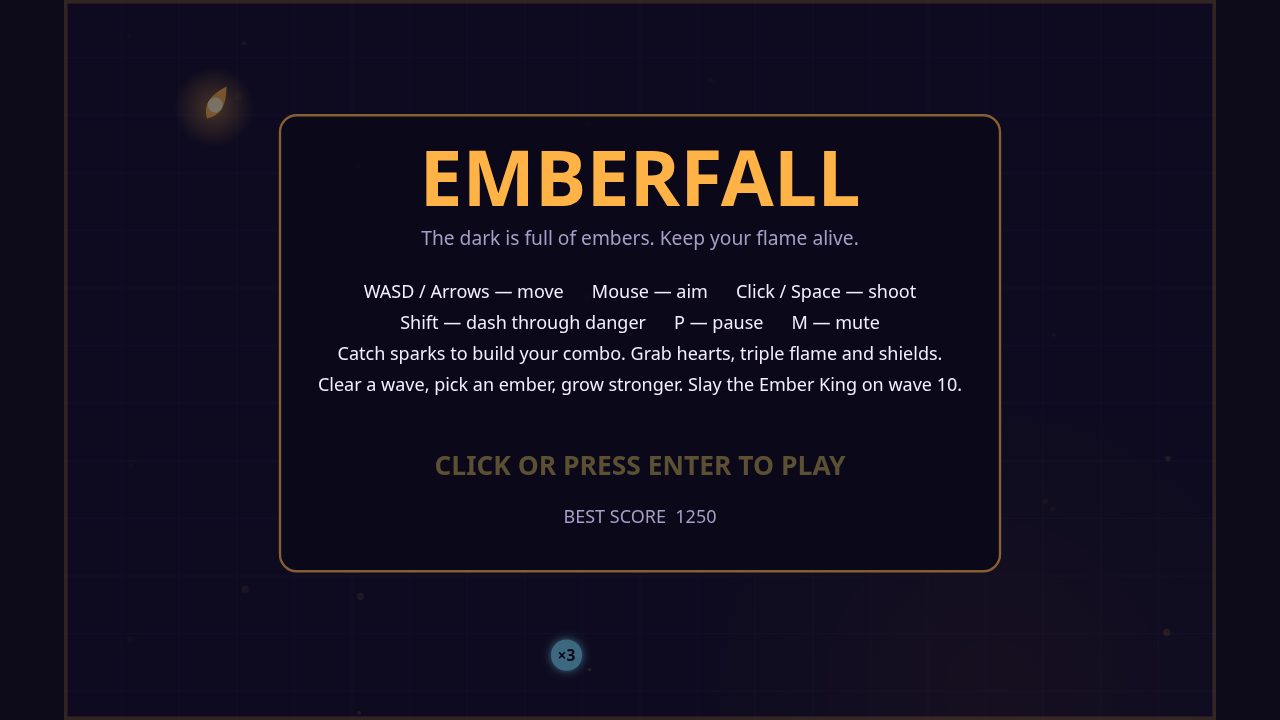 EMBERFALL
The dark is full of embers. Keep your flame alive.
WASD / Arrows — move Mouse — aim Click / Space — shoot
Shift — dash through danger P — pause M — mute
Catch sparks to build your combo. Grab hearts, triple flame and shields.
Clear a wave, pick an ember, grow stronger. Slay the Ember King on wave 10.
CLICK OR PRESS ENTER TO PLAY
BEST SCORE 1250
×3